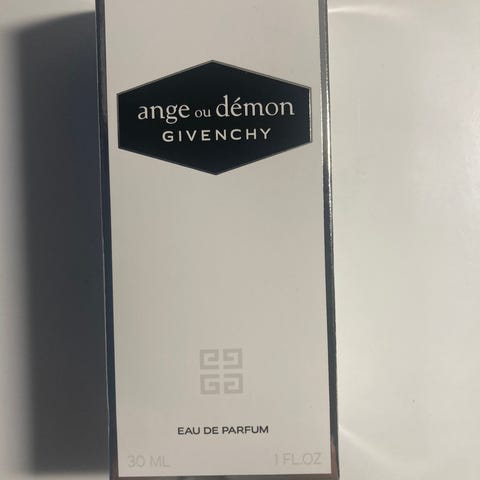 ange ou démon
GIVENCHY
EAU DE PARFUM
30 ML 1 FL.OZ